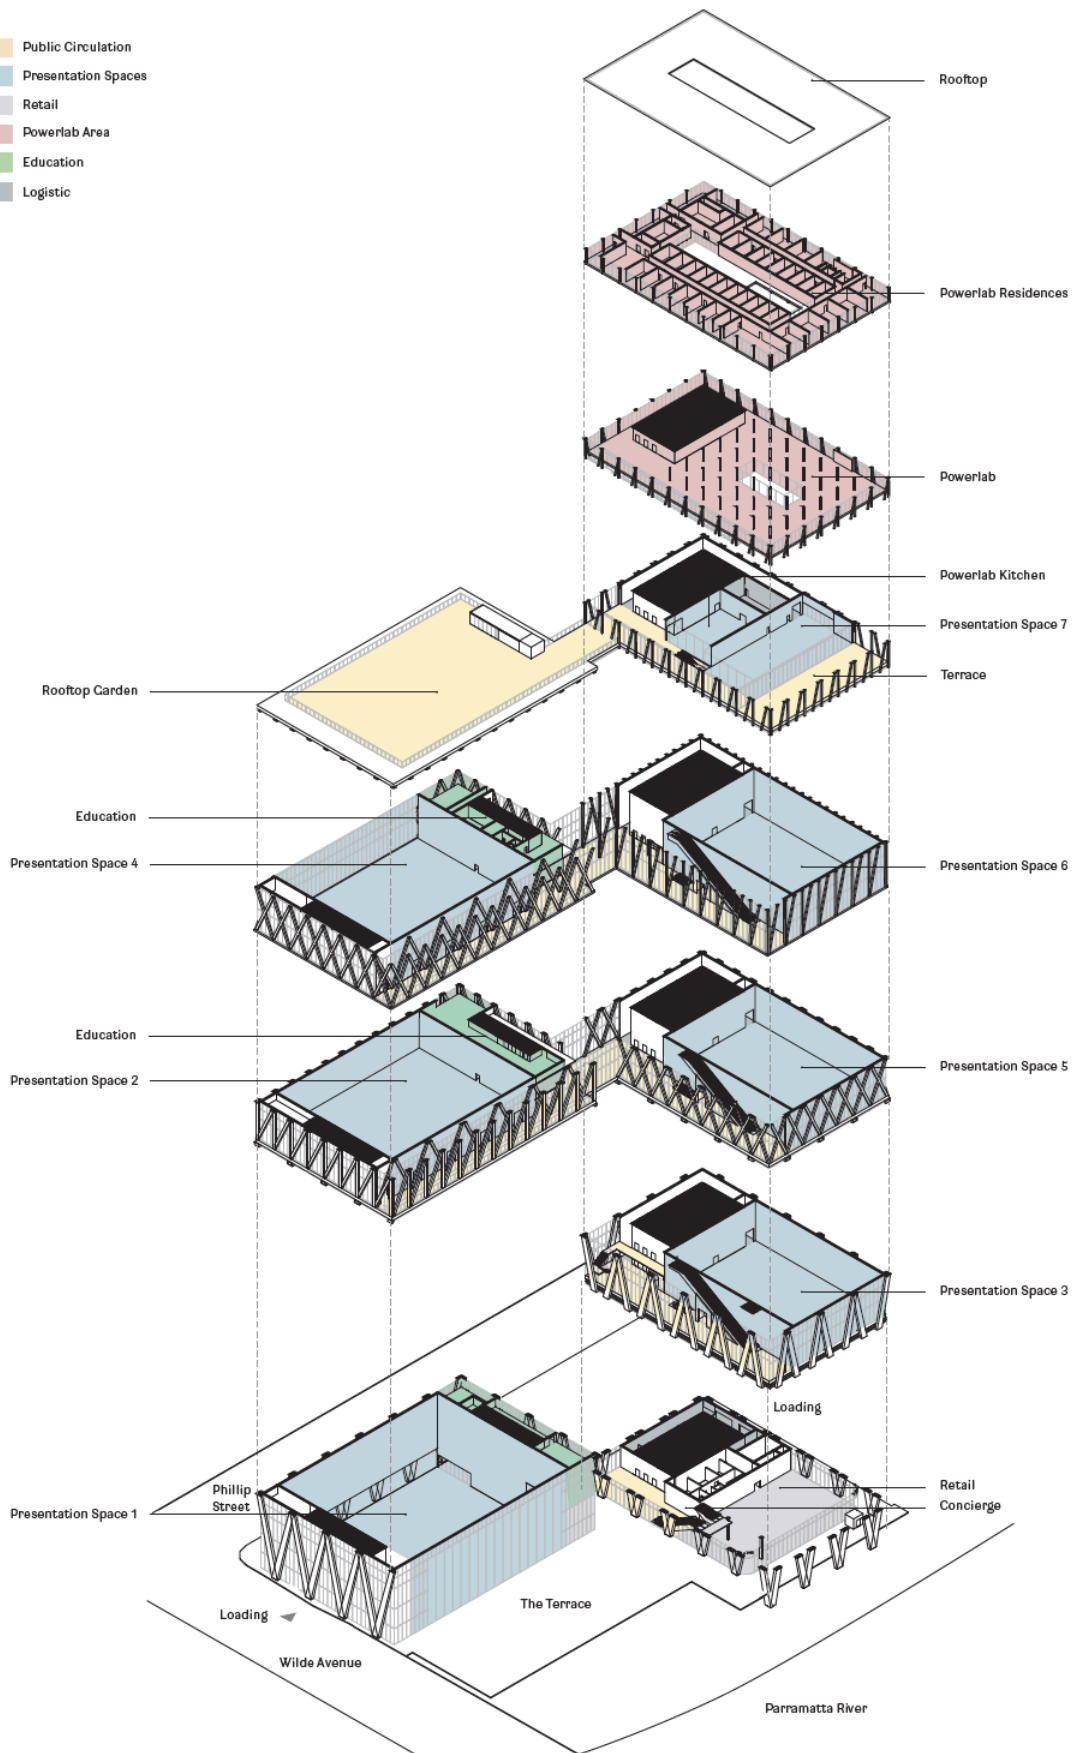 Public Circulation
Presentation Spaces
Retail
Powerlab Area
Education
Logistic
Rooftop
Powerlab Residences
Powerlab
Powerlab Kitchen
Presentation Space 7
Terrace
Rooftop Garden
Education
Presentation Space 4
Presentation Space 6
Education
Presentation Space 2
Presentation Space 5
Presentation Space 3
Loading
Phillip
Street
Retail
Concierge
Presentation Space 1
The Terrace
Loading
Wilde Avenue
Parramatta River